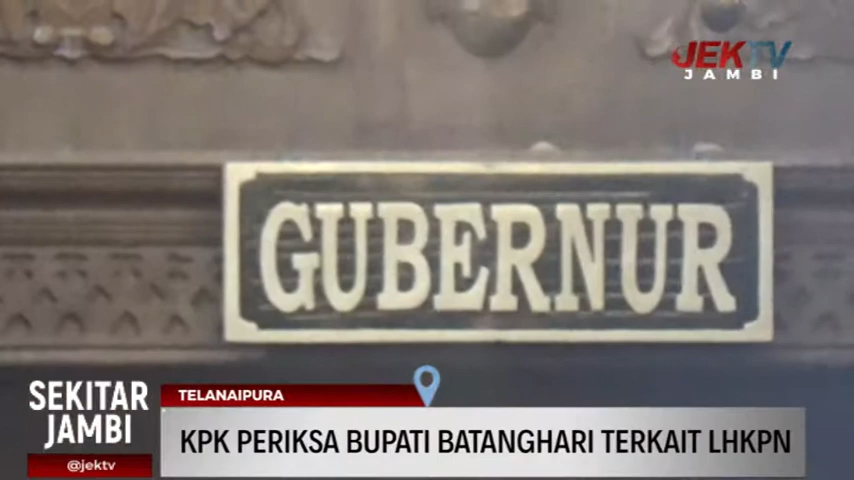 JEKTV
JAMBI
GUBERNUR
SEKITAR
JAMBI
@jektv
TELANAIPURA
KPK PERIKSA BUPATI BATANGHARI TERKAIT LHKPN